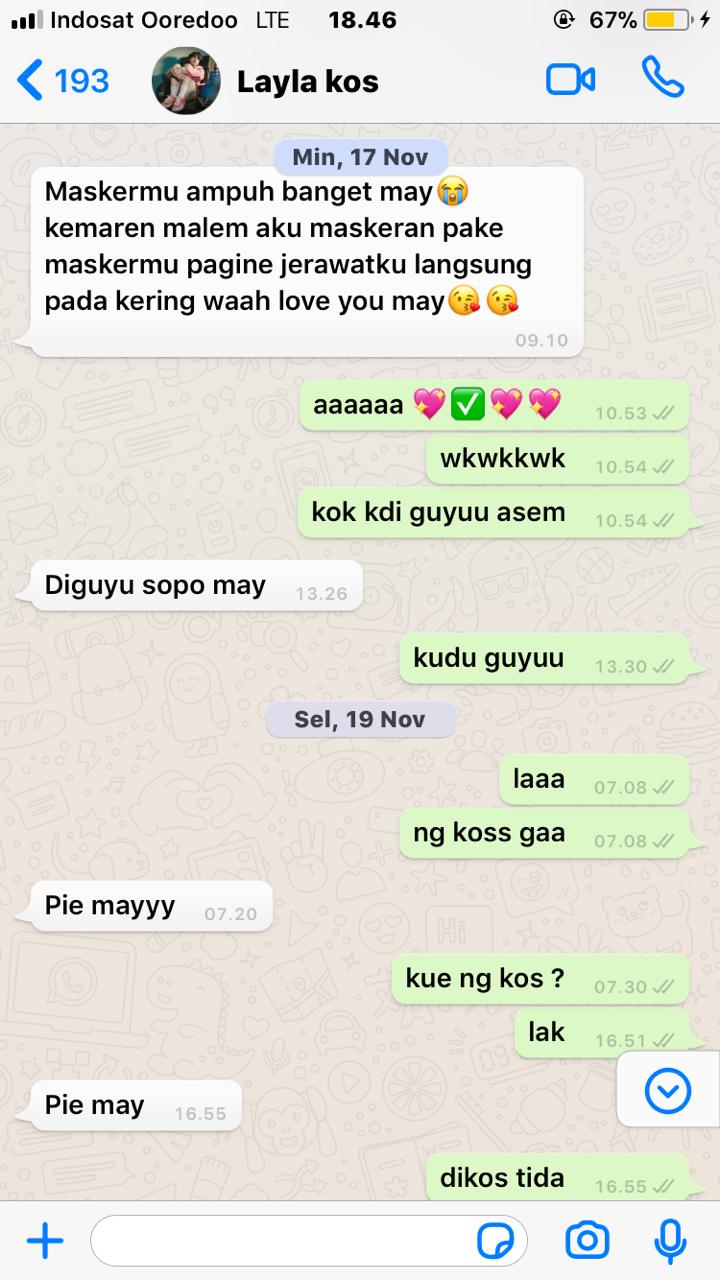 Indosat Ooredoo LTE 18.46 67%
193 Layla kos
Min, 17 Nov
Maskermu ampuh banget may😭
kemaren malem aku maskeran pake
maskermu pagine jerawatku langsung
pada kering waah love you may😘😘
09.10
aaaaaa 💖✅💖💖 10.53
wkwkkwk 10.54
kok kdi guyuu asem 10.54
Diguyu sopo may 13.26
kudu guyuu 13.30
Sel, 19 Nov
laaa 07.08
ng koss gaa 07.08
Pie mayyy 07.20
kue ng kos ? 07.30
lak 16.51
Pie may 16.55
dikos tida 16.55